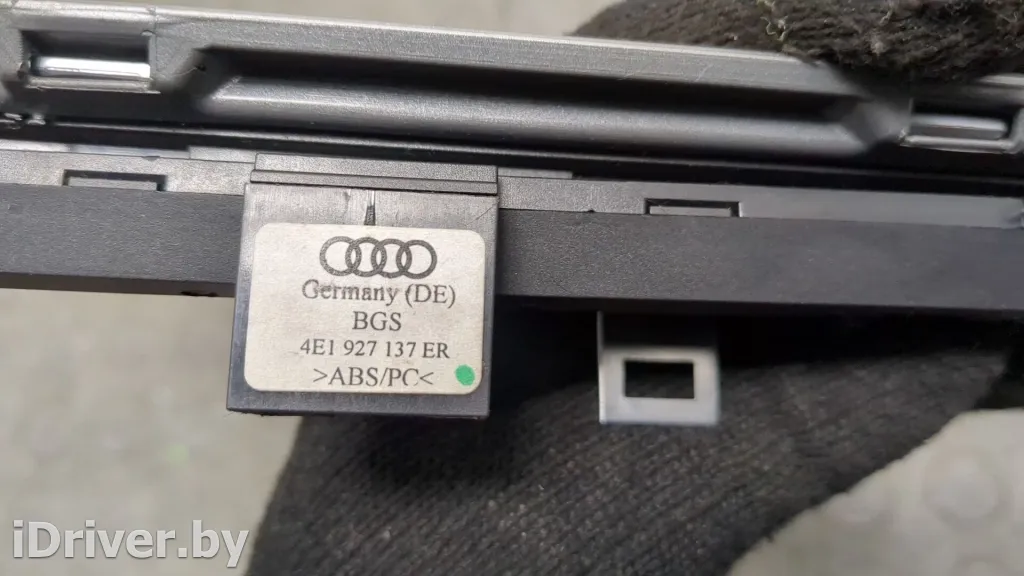 Germany (DE)
BGS
4E1 927 137 ER
>ABS/PC<
iDriver.by